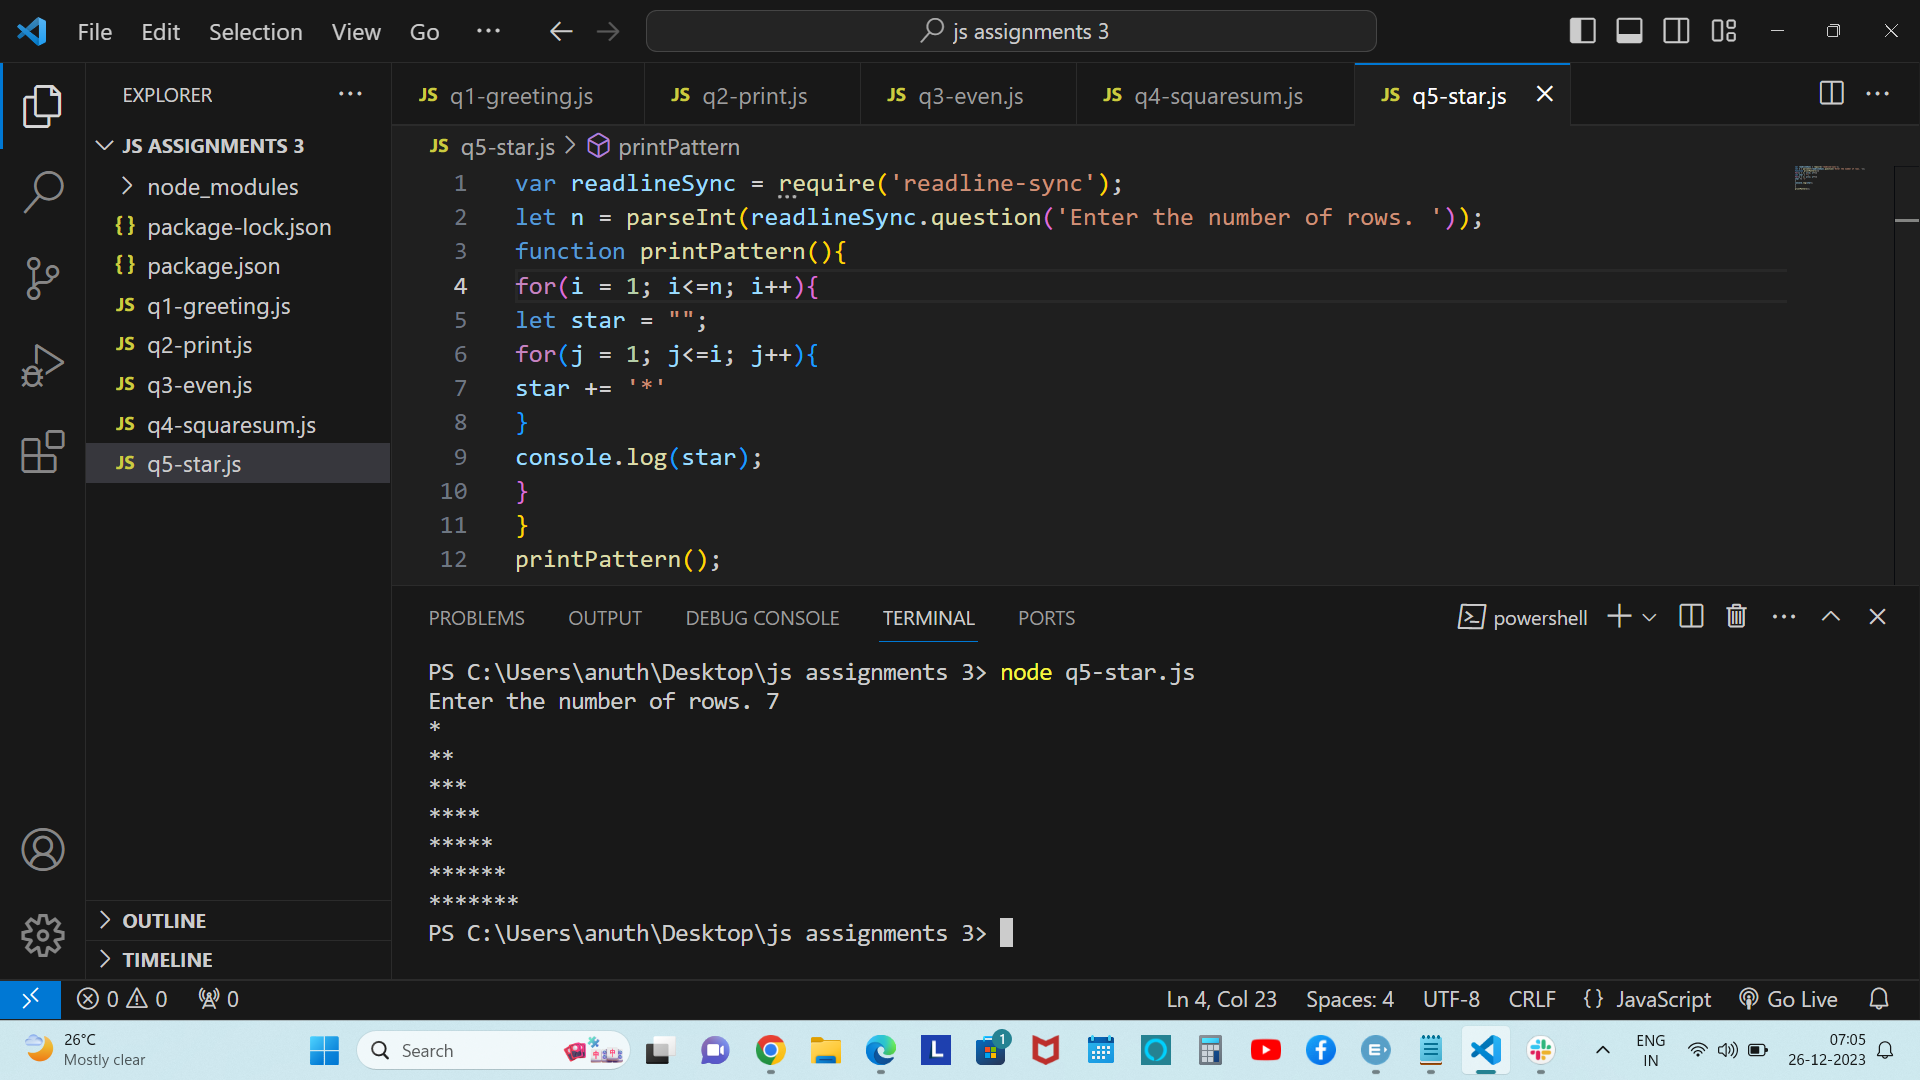 File Edit Selection View Go ··· js assignments 3
EXPLORER ···
JS ASSIGNMENTS 3
node_modules
{} package-lock.json
{} package.json
JS q1-greeting.js
JS q2-print.js
JS q3-even.js
JS q4-squaresum.js
JS q5-star.js
OUTLINE
TIMELINE
JS q1-greeting.js JS q2-print.js JS q3-even.js JS q4-squaresum.js JS q5-star.js
JS q5-star.js > printPattern
1 var readlineSync = require('readline-sync');
2 let n = parseInt(readlineSync.question('Enter the number of rows. '));
3 function printPattern(){
4 for(i = 1; i<=n; i++){
5 let star = "";
6 for(j = 1; j<=i; j++){
7 star += '*'
8 }
9 console.log(star);
10 }
11 }
12 printPattern();
PROBLEMS OUTPUT DEBUG CONSOLE TERMINAL PORTS powershell
PS C:\Users\anuth\Desktop\js assignments 3> node q5-star.js
Enter the number of rows. 7
*
**
***
****
*****
******
*******
PS C:\Users\anuth\Desktop\js assignments 3>
0 0 0 Ln 4, Col 23 Spaces: 4 UTF-8 CRLF {} JavaScript Go Live
26°C
Mostly clear
Search
L
1
E
ENG
IN
07:05
26-12-2023